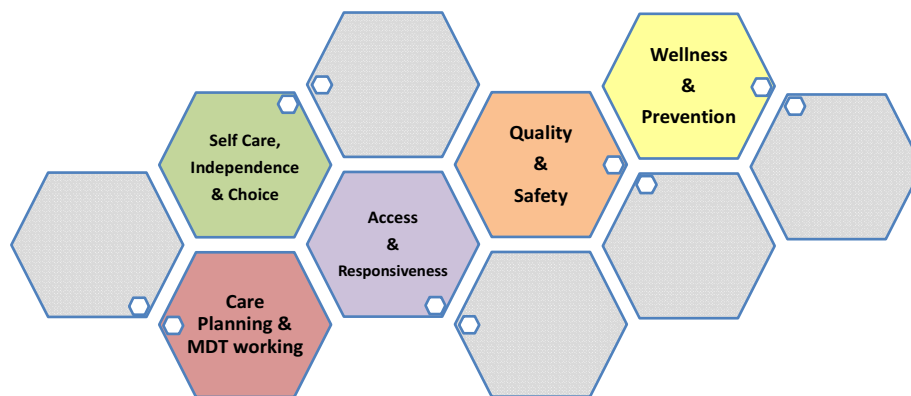 Wellness
&
Prevention
Quality
&
Safety
Self Care,
Independence
& Choice
Access
&
Responsiveness
Care
Planning &
MDT working